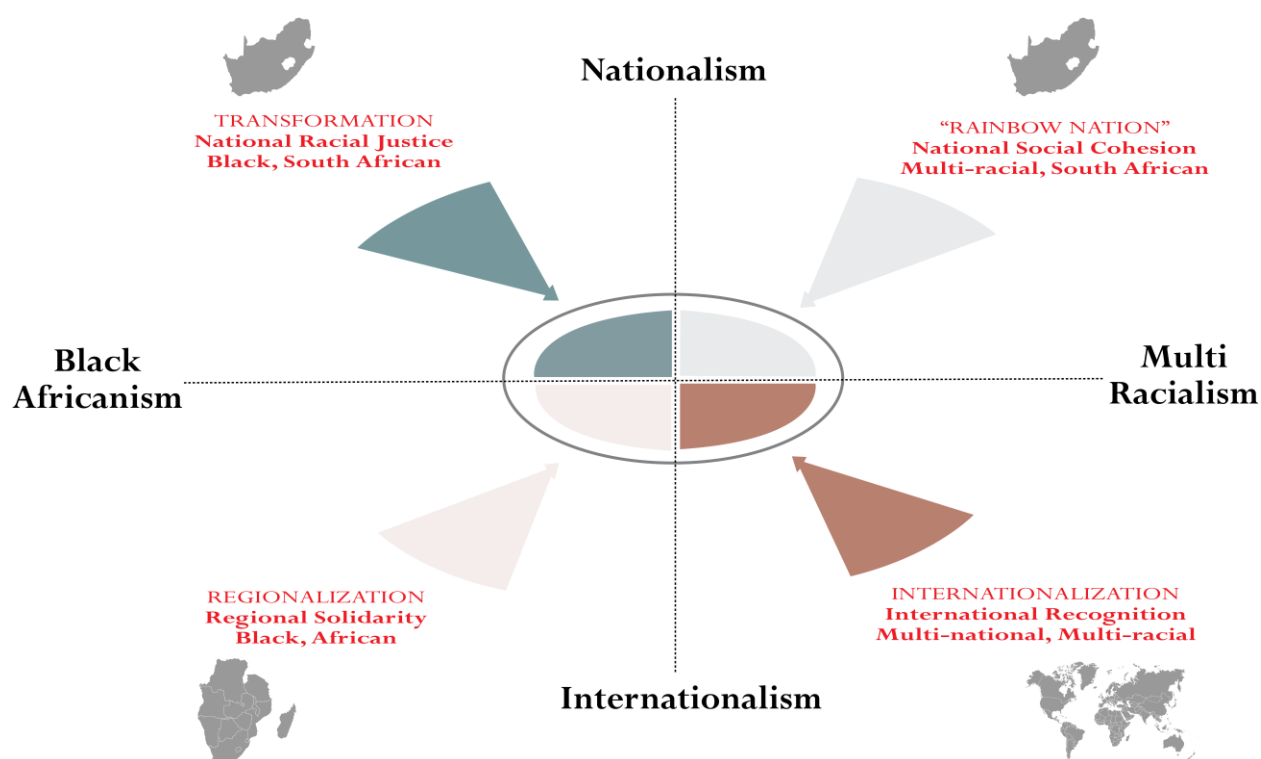 Nationalism
TRANSFORMATION
National Racial Justice
Black, South African
“RAINBOW NATION”
National Social Cohesion
Multi-racial, South African
Black
Africanism
Multi
Racialism
REGIONALIZATION
Regional Solidarity
Black, African
INTERNATIONALIZATION
International Recognition
Multi-national, Multi-racial
Internationalism